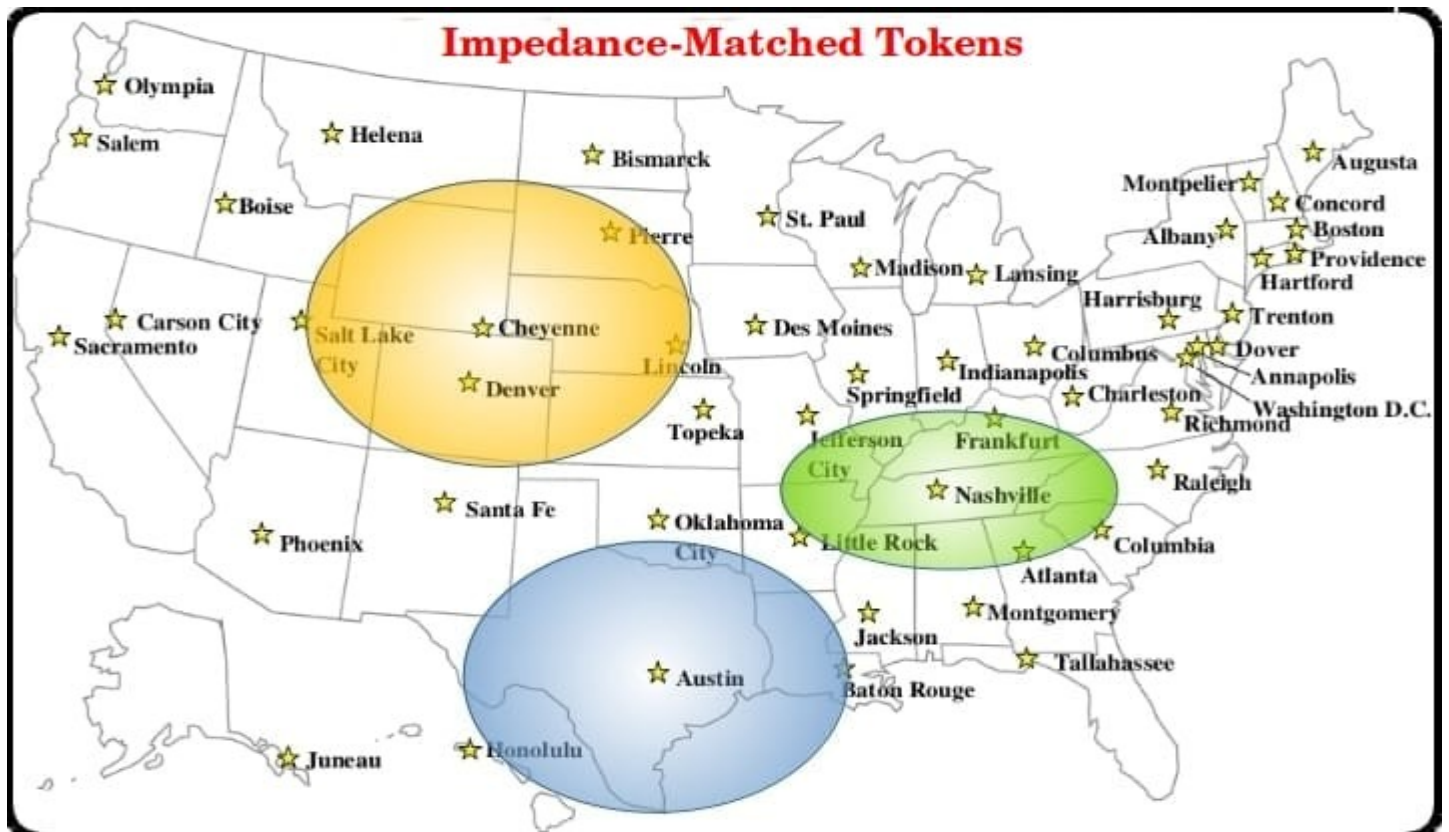 Impedance-Matched Tokens
Olympia
Salem
Helena
Bismarck
Boise
Pierre
St. Paul
Madison
Lansing
Augusta
Montpelier
Concord
Albany
Boston
Providence
Hartford
Harrisburg
Trenton
Carson City
Sacramento
Salt Lake
City
Cheyenne
Denver
Lincoln
Des Moines
Topeka
Springfield
Indianapolis
Columbus
Charleston
Dover
Annapolis
Washington D.C.
Richmond
Jefferson
City
Frankfurt
Nashville
Raleigh
Santa Fe
Phoenix
Oklahoma
City
Little Rock
Columbia
Atlanta
Jackson
Montgomery
Tallahassee
Austin
Baton Rouge
Juneau
Honolulu